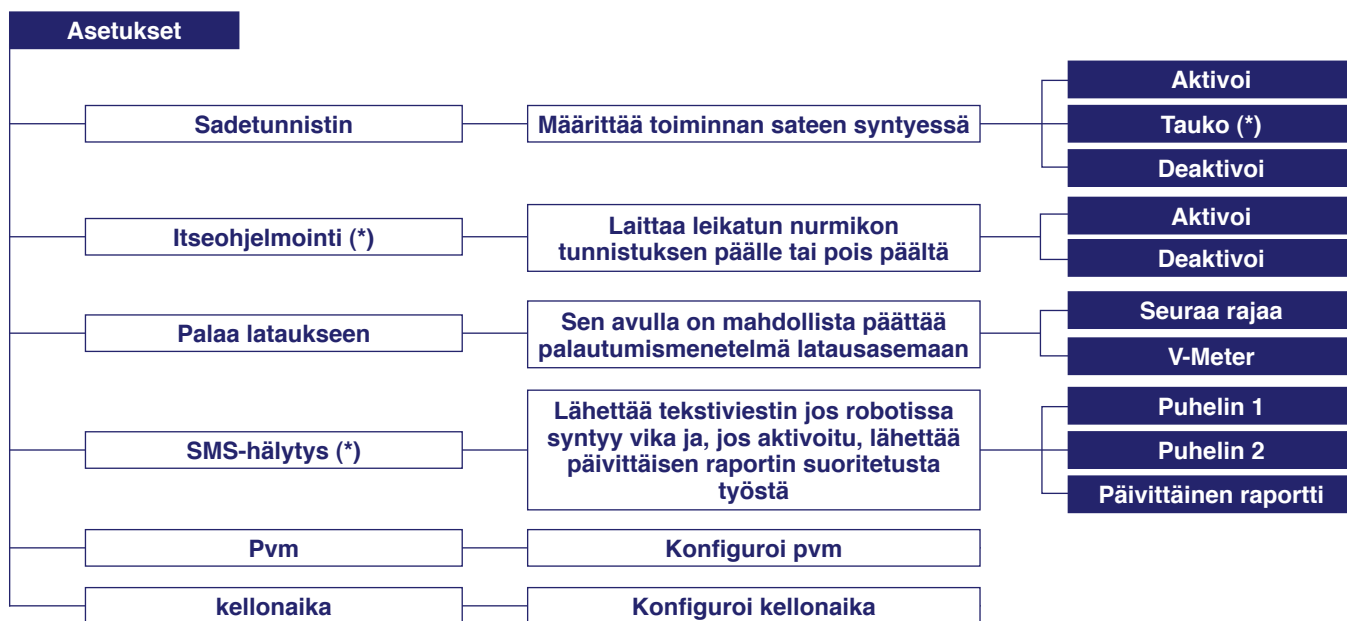 Asetukset
Sadetunnistin
Määrittää toiminnan sateen syntyessä
Aktivoi
Tauko (*)
Deaktivoi
Itseohjelmointi (*)
Laittaa leikatun nurmikon
tunnistuksen päälle tai pois päältä
Aktivoi
Deaktivoi
Palaa lataukseen
Sen avulla on mahdollista päättää
palautumismenetelmä latausasemaan
Seuraa rajaa
V-Meter
SMS-hälytys (*)
Lähettää tekstiviestin jos robotissa
syntyy vika ja, jos aktivoitu, lähettää
päivittäisen raportin suoritetusta
työstä
Puhelin 1
Puhelin 2
Päivittäinen raportti
Pvm
Konfiguroi pvm
kellonaika
Konfiguroi kellonaika